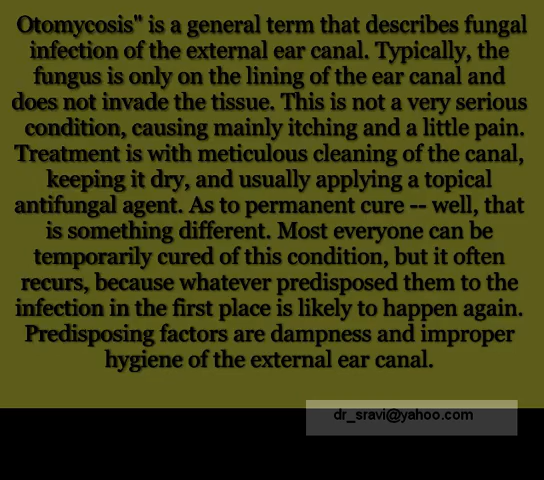 Otomycosis" is a general term that describes fungal
infection of the external ear canal. Typically, the
fungus is only on the lining of the ear canal and
does not invade the tissue. This is not a very serious
condition, causing mainly itching and a little pain.
Treatment is with meticulous cleaning of the canal,
keeping it dry, and usually applying a topical
antifungal agent. As to permanent cure -- well, that
is something different. Most everyone can be
temporarily cured of this condition, but it often
recurs, because whatever predisposed them to the
infection in the first place is likely to happen again.
Predisposing factors are dampness and improper
hygiene of the external ear canal.
dr_sravi@yahoo.com